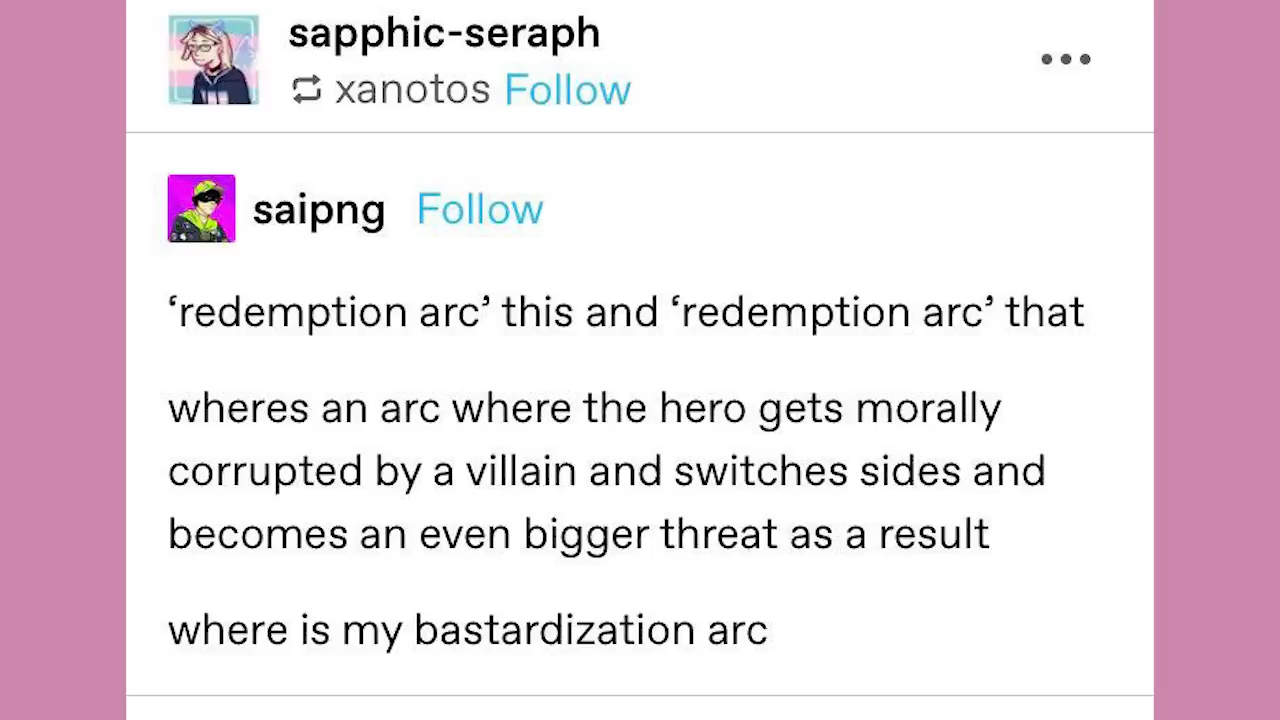 sapphic-seraph
xanotos Follow
saipng Follow
‘redemption arc’ this and ‘redemption arc’ that
wheres an arc where the hero gets morally
corrupted by a villain and switches sides and
becomes an even bigger threat as a result
where is my bastardization arc